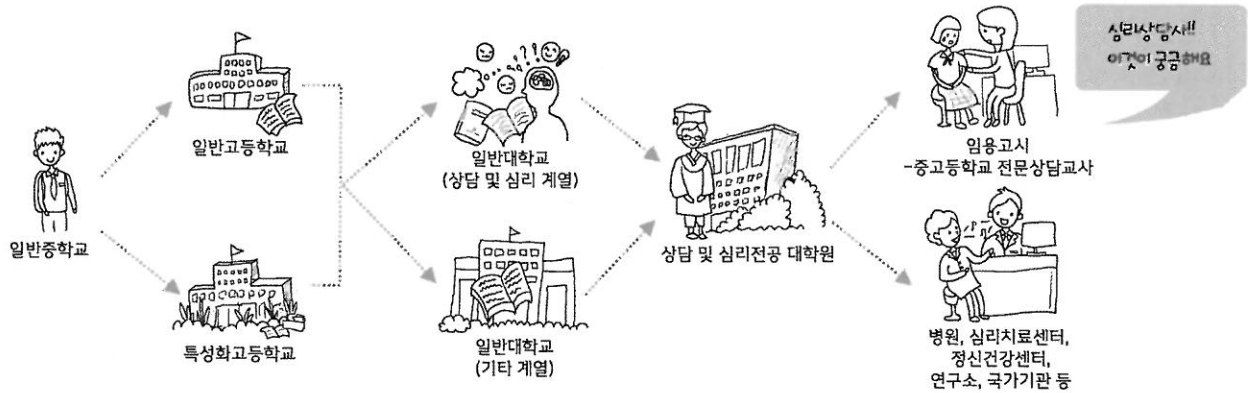 심리상담사!!
이것이 궁금해요
일반중학교
일반고등학교
특성화고등학교
일반대학교
(상담 및 심리 계열)
일반대학교
(기타 계열)
상담 및 심리전공 대학원
임용고시
-중고등학교 전문상담교사
병원, 심리치료센터,
정신건강센터,
연구소, 국가기관 등